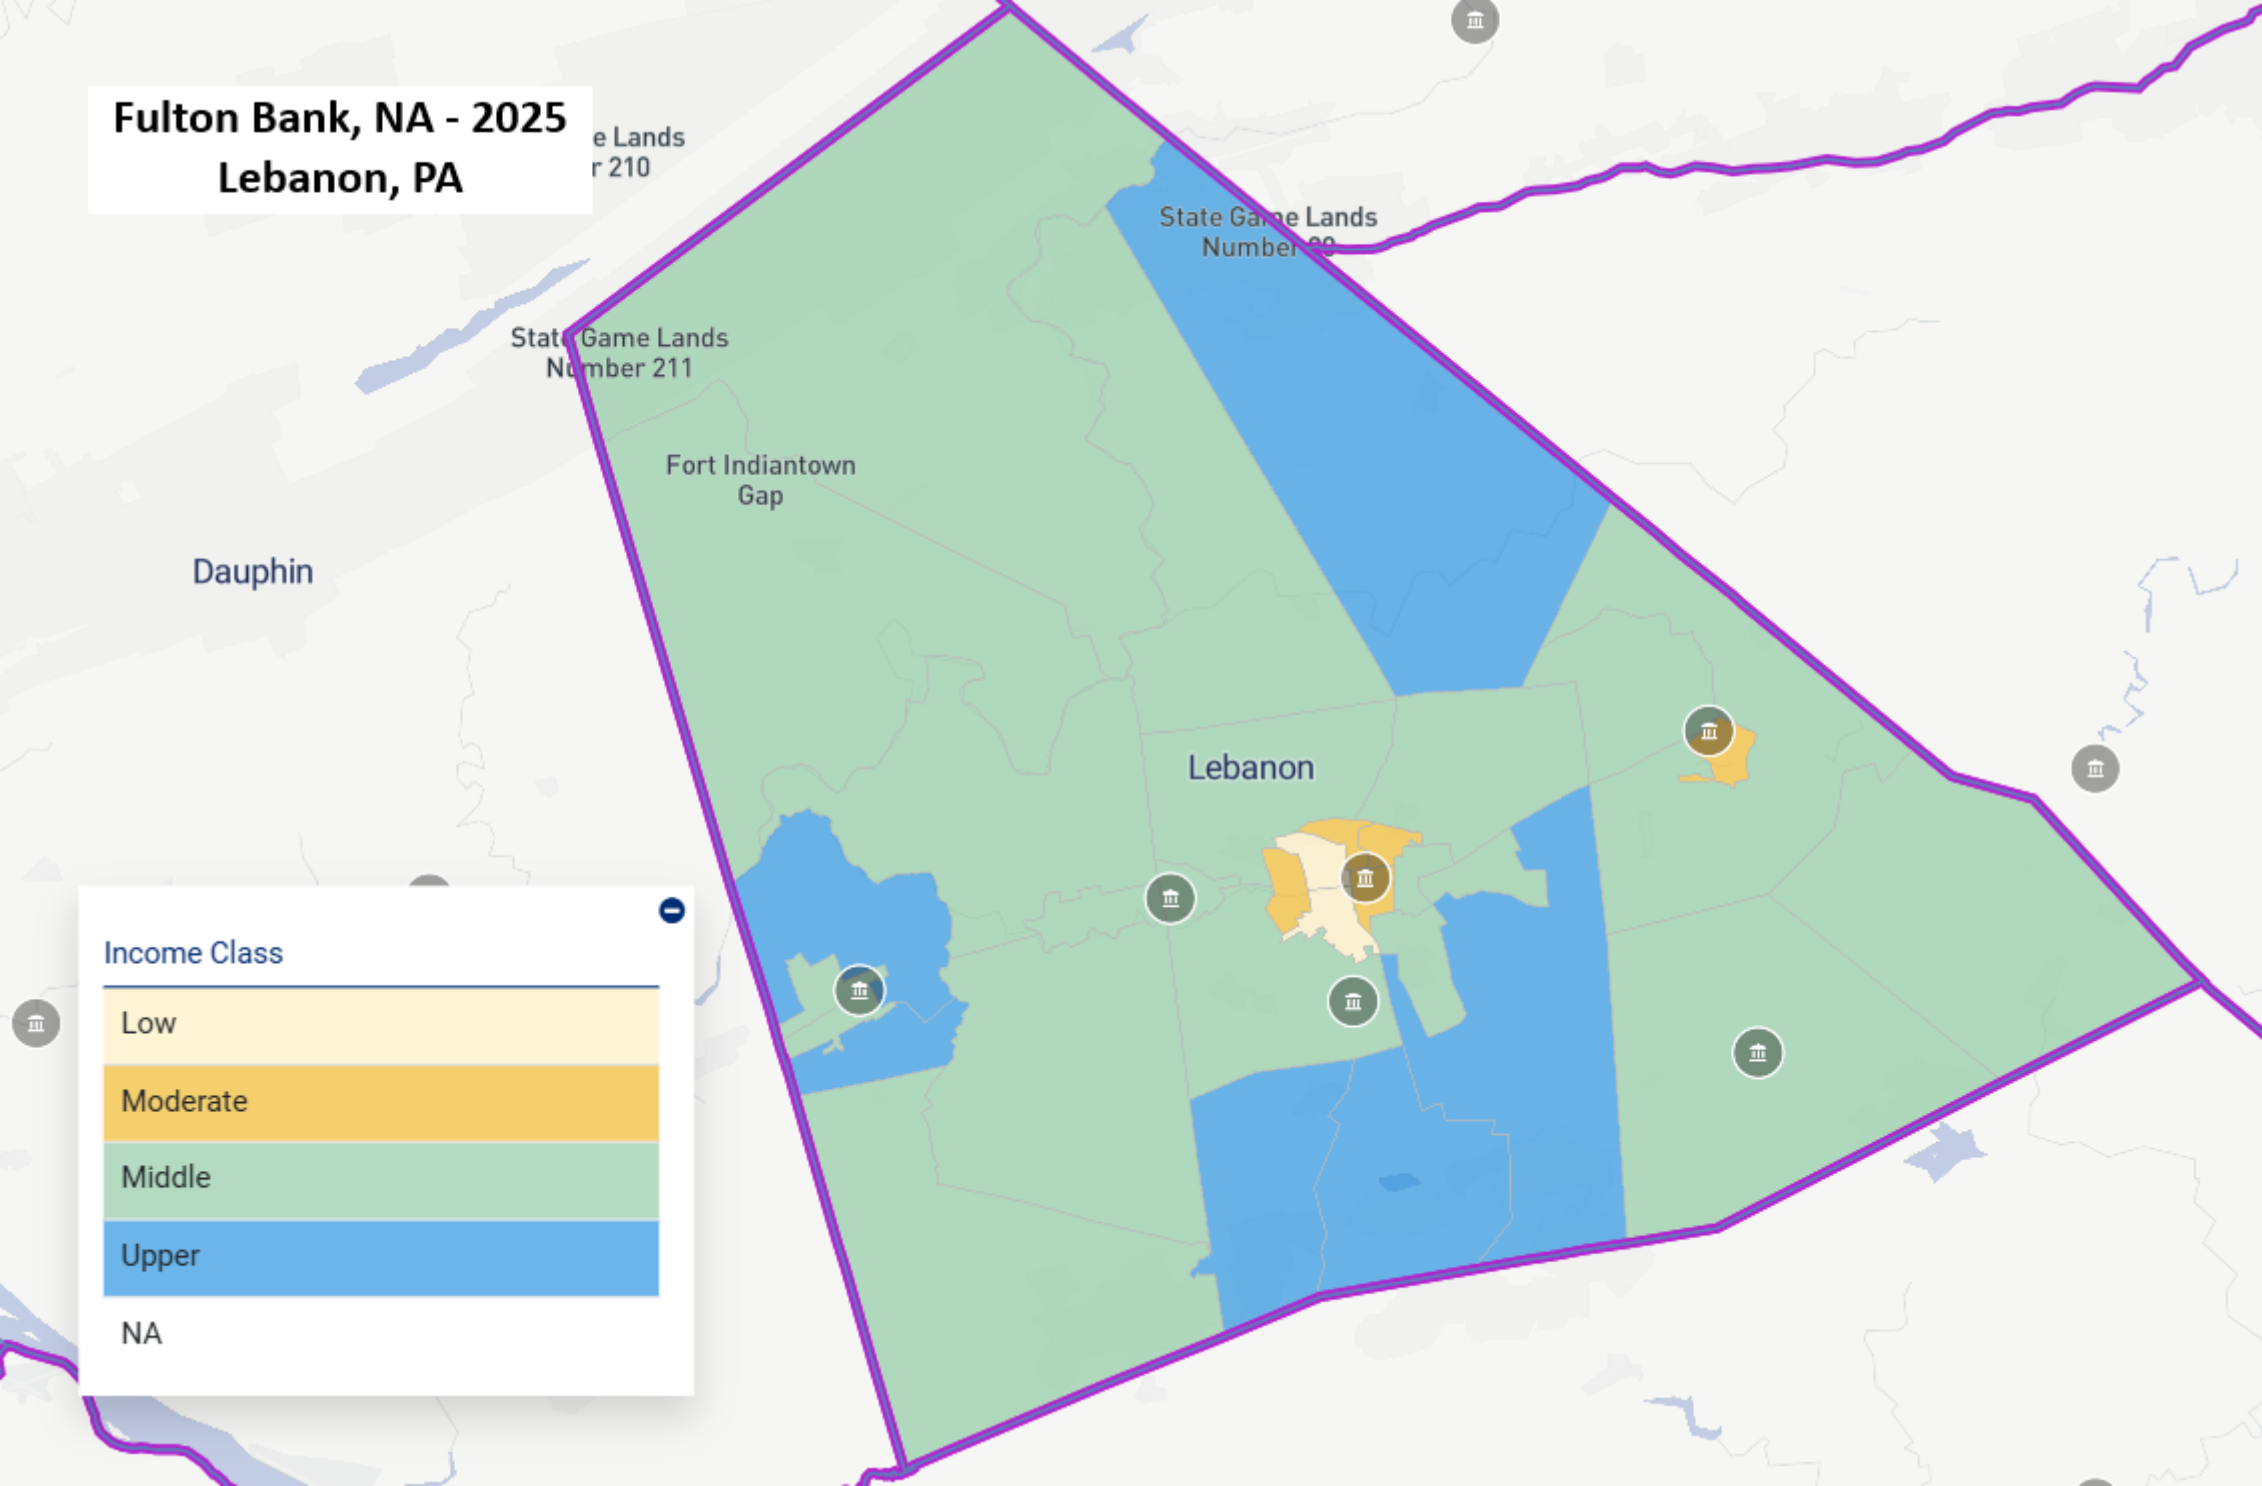 Fulton Bank, NA - 2025
Lebanon, PA
e Lands
r 210
State Game Lands
Number 99
State Game Lands
Number 211
Fort Indiantown
Gap
Dauphin
Lebanon
Income Class
Low
Moderate
Middle
Upper
NA